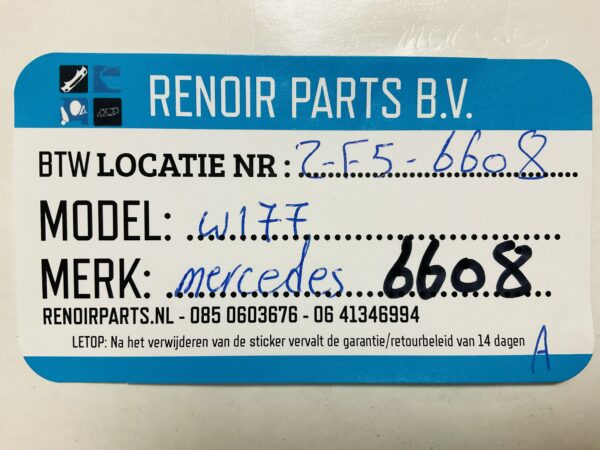 RENOIR PARTS B.V.
BTW LOCATIE NR : 2-F5-6608
MODEL: W177
MERK: mercedes 6608
RENOIRPARTS.NL - 085 0603676 - 06 41346994
LETOP: Na het verwijderen van de sticker vervalt de garantie/retourbeleid van 14 dagen
A